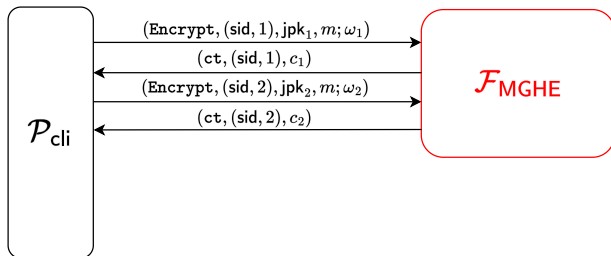 (Encrypt, (sid, 1), jpk₁, m; ω₁)
(ct, (sid, 1), c₁)
(Encrypt, (sid, 2), jpk₂, m; ω₂)
(ct, (sid, 2), c₂)
𝒫cli
ℱMGHE